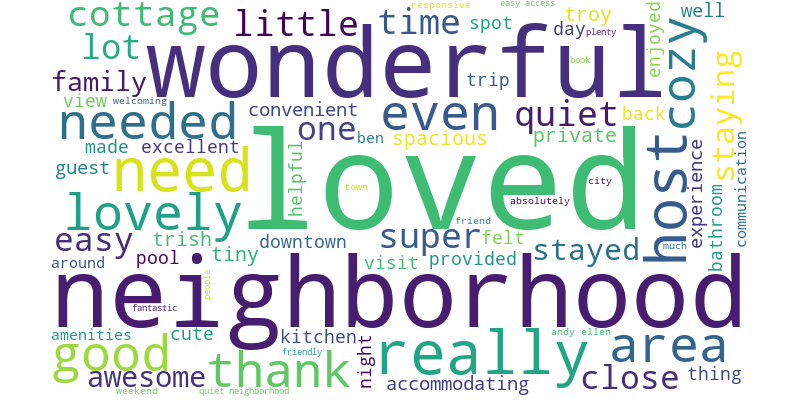 cottage
little
time
responsive
easy access
troy
well
spot
day
plenty
enjoyed
lot
wonderful
cozy
family
trip
book
view
welcoming
convenient
even
quiet
back
staying
needed
one
ben
spacious
private
host
made
excellent
loved
need
helpful
guest
town
city
experience
communication
lovely
absolutely
bathroom
friend
easy
trish
downtown
super
felt
stayed
much
around
pool
tiny
visit
provided
neighborhood
people
fantastic
amenities
cute
kitchen
andy ellen
good
thank
friendly
night
really
area
awesome
accommodating
close
thing
weekend
quiet neighborhood